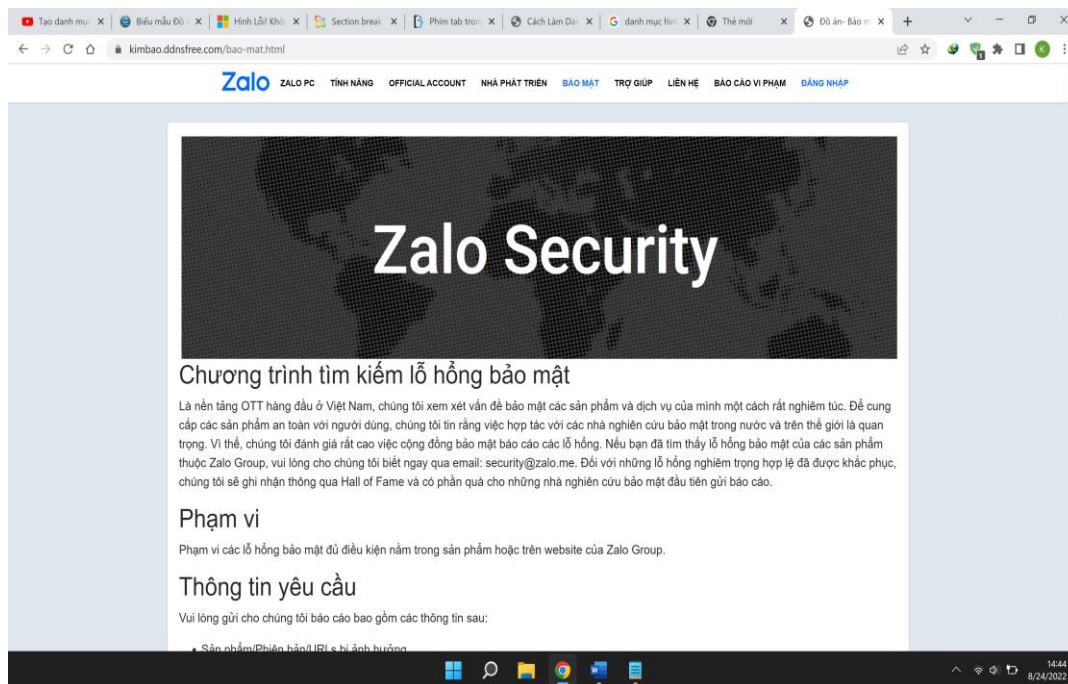 Tạo danh mục
Biểu mẫu Đồ
Hình Lỗi! Khô
Section break
Phím tab tron
Cách Làm Dan
danh mục hìn
Thẻ mới
Đồ án- Bảo m
kimbao.ddnsfree.com/bao-mat.html
Zalo ZALO PC TÍNH NĂNG OFFICIAL ACCOUNT NHÀ PHÁT TRIỂN BẢO MẬT TRỢ GIÚP LIÊN HỆ BÁO CÁO VI PHẠM ĐĂNG NHẬP
Zalo Security
Chương trình tìm kiếm lỗ hổng bảo mật
Là nền tảng OTT hàng đầu ở Việt Nam, chúng tôi xem xét vấn đề bảo mật các sản phẩm và dịch vụ của mình một cách rất nghiêm túc. Để cung
cấp các sản phẩm an toàn với người dùng, chúng tôi tin rằng việc hợp tác với các nhà nghiên cứu bảo mật trong nước và trên thế giới là quan
trọng. Vì thế, chúng tôi đánh giá rất cao việc cộng đồng bảo mật báo cáo các lỗ hổng. Nếu bạn đã tìm thấy lỗ hổng bảo mật của các sản phẩm
thuộc Zalo Group, vui lòng cho chúng tôi biết ngay qua email: security@zalo.me. Đối với những lỗ hổng nghiêm trọng hợp lệ đã được khắc phục,
chúng tôi sẽ ghi nhận thông qua Hall of Fame và có phần quà cho những nhà nghiên cứu bảo mật đầu tiên gửi báo cáo.
Phạm vi
Phạm vi các lỗ hổng bảo mật đủ điều kiện nằm trong sản phẩm hoặc trên website của Zalo Group.
Thông tin yêu cầu
Vui lòng gửi cho chúng tôi báo cáo bao gồm các thông tin sau:
• Sản phẩm/Phiên bản/URLs bị ảnh hưởng
14:44
8/24/2022